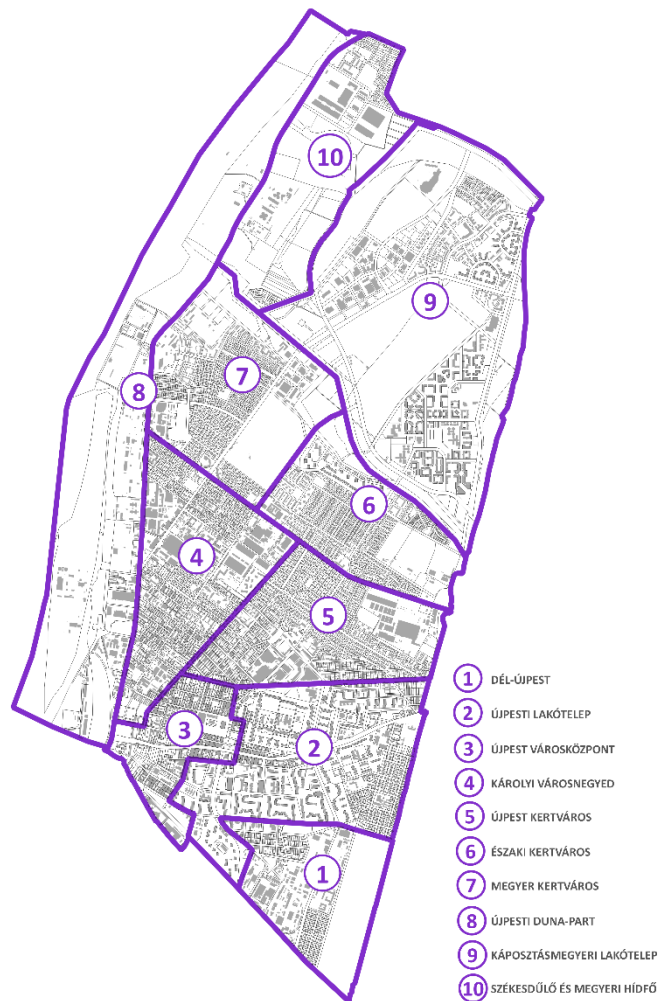 10
9
7
8
6
4
5
3
2
1
1 DÉL-ÚJPEST
2 ÚJPESTI LAKÓTELEP
3 ÚJPEST VÁROSKÖZPONT
4 KÁROLYI VÁROSNEGYED
5 ÚJPEST KERTVÁROS
6 ÉSZAKI KERTVÁROS
7 MEGYER KERTVÁROS
8 ÚJPESTI DUNA-PART
9 KÁPOSZTÁSMEGYERI LAKÓTELEP
10 SZÉKESDŰLŐ ÉS MEGYERI HÍDFŐ